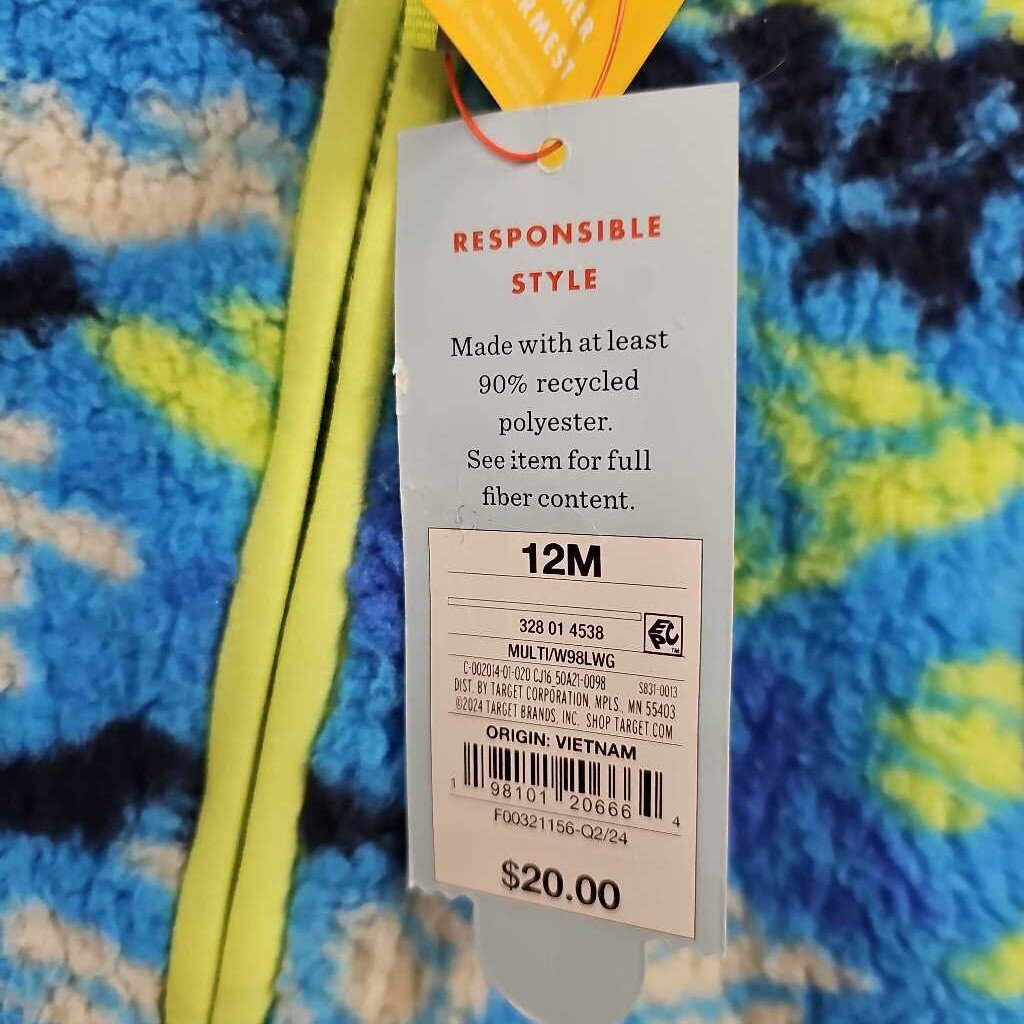 RESPONSIBLE
STYLE
Made with at least
90% recycled
polyester.
See item for full
fiber content.
12M
328 01 4538
EPC TM
MULTI/W98LWG
C-002014-01-020 CJ16 50A21-0098 S831-0013
DIST. BY TARGET CORPORATION, MPLS, MN 55403
©2024 TARGET BRANDS, INC. SHOP TARGET.COM
ORIGIN: VIETNAM
1 98101 20666 4
F00321156-Q2/24
$20.00